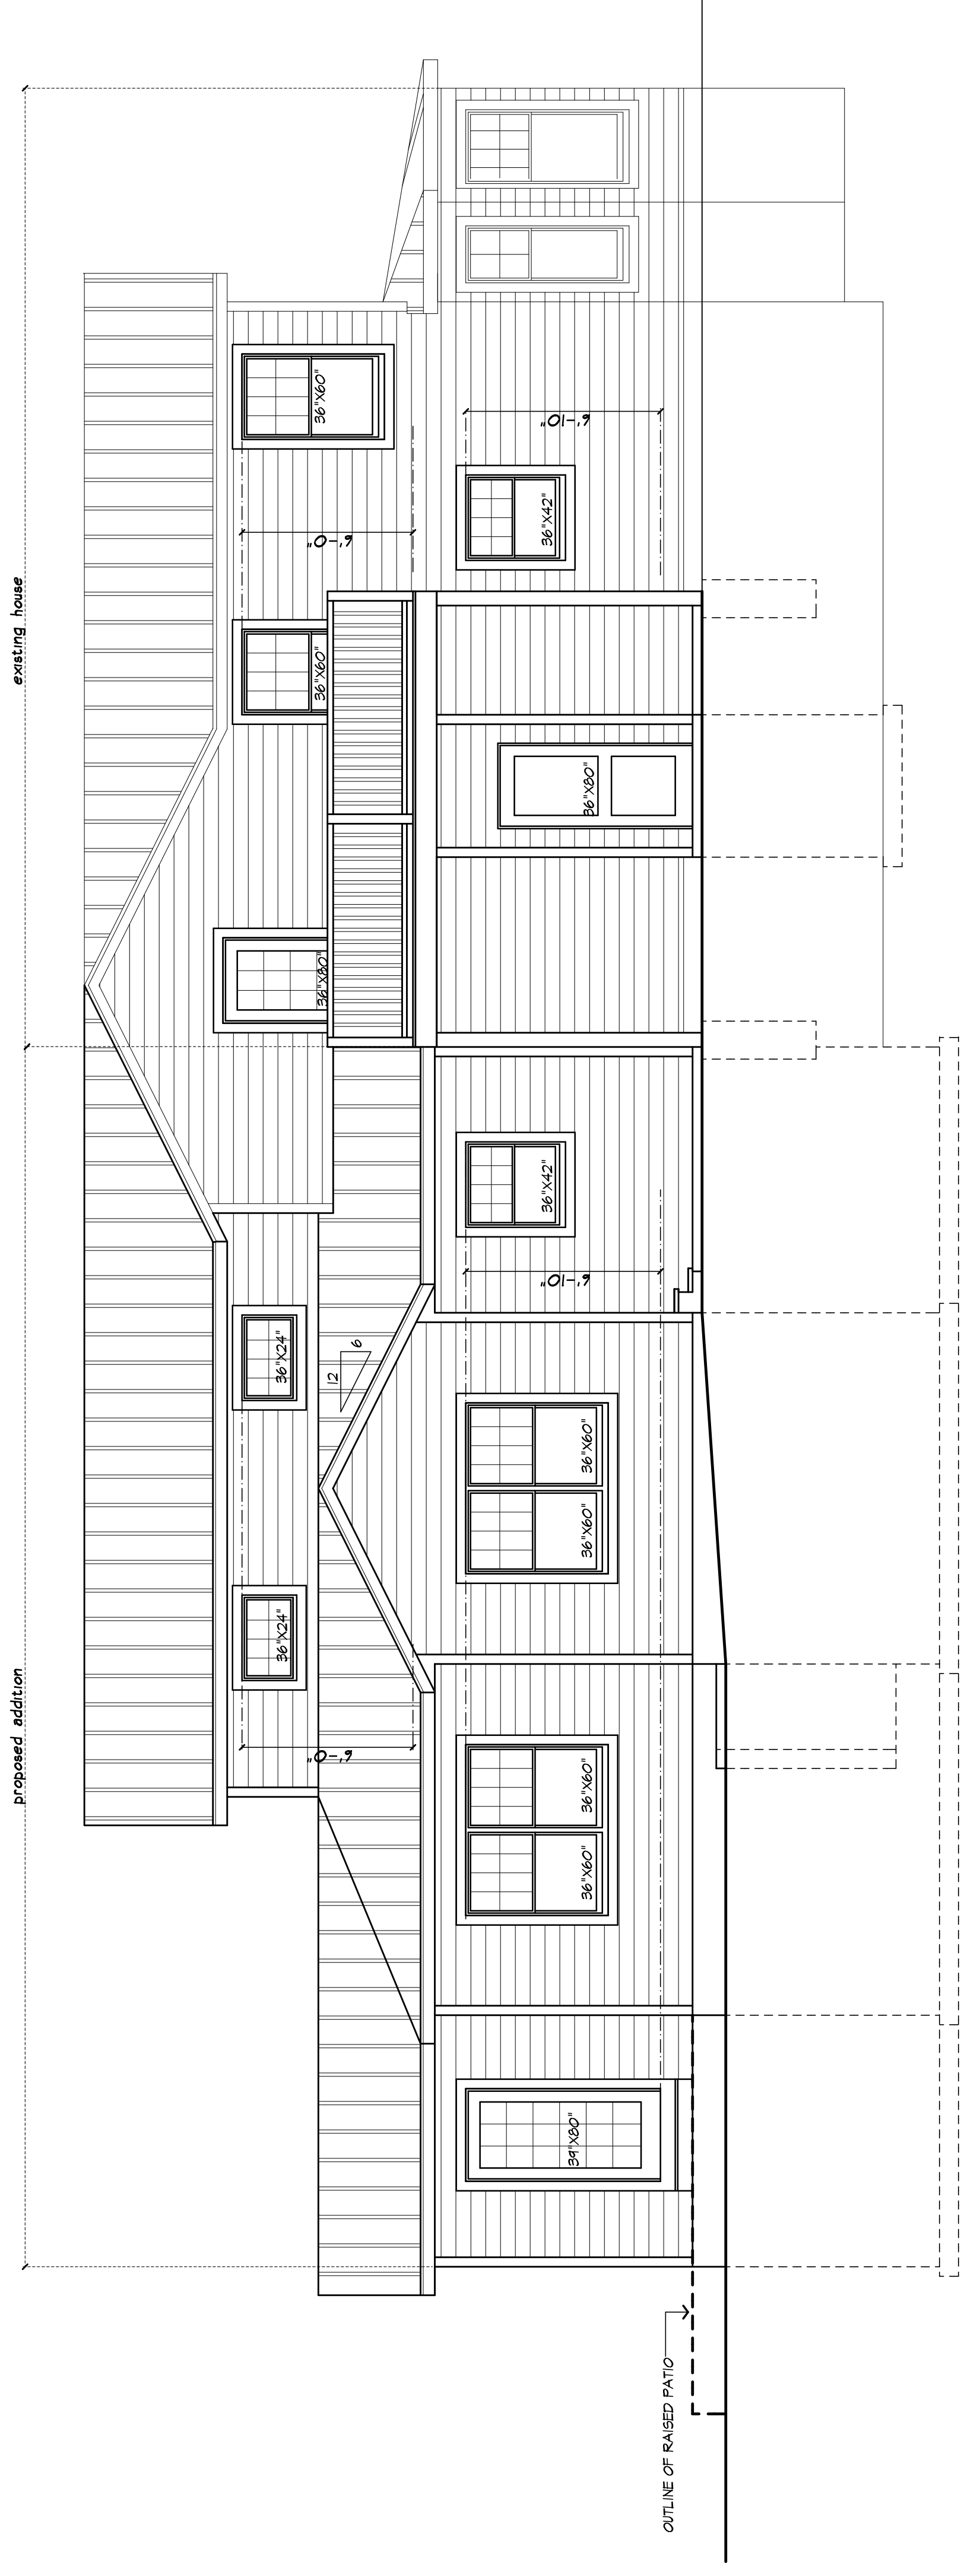 proposed addition
existing house
36"X24"
36"X24"
36"X80"
36"X60"
36"X60"
6'-0"
12
6
6'-0"
39"X80"
36"X60"
36"X60"
36"X60"
36"X60"
36"X42"
36"X80"
36"X42"
6'-10"
6'-10"
OUTLINE OF RAISED PATIO